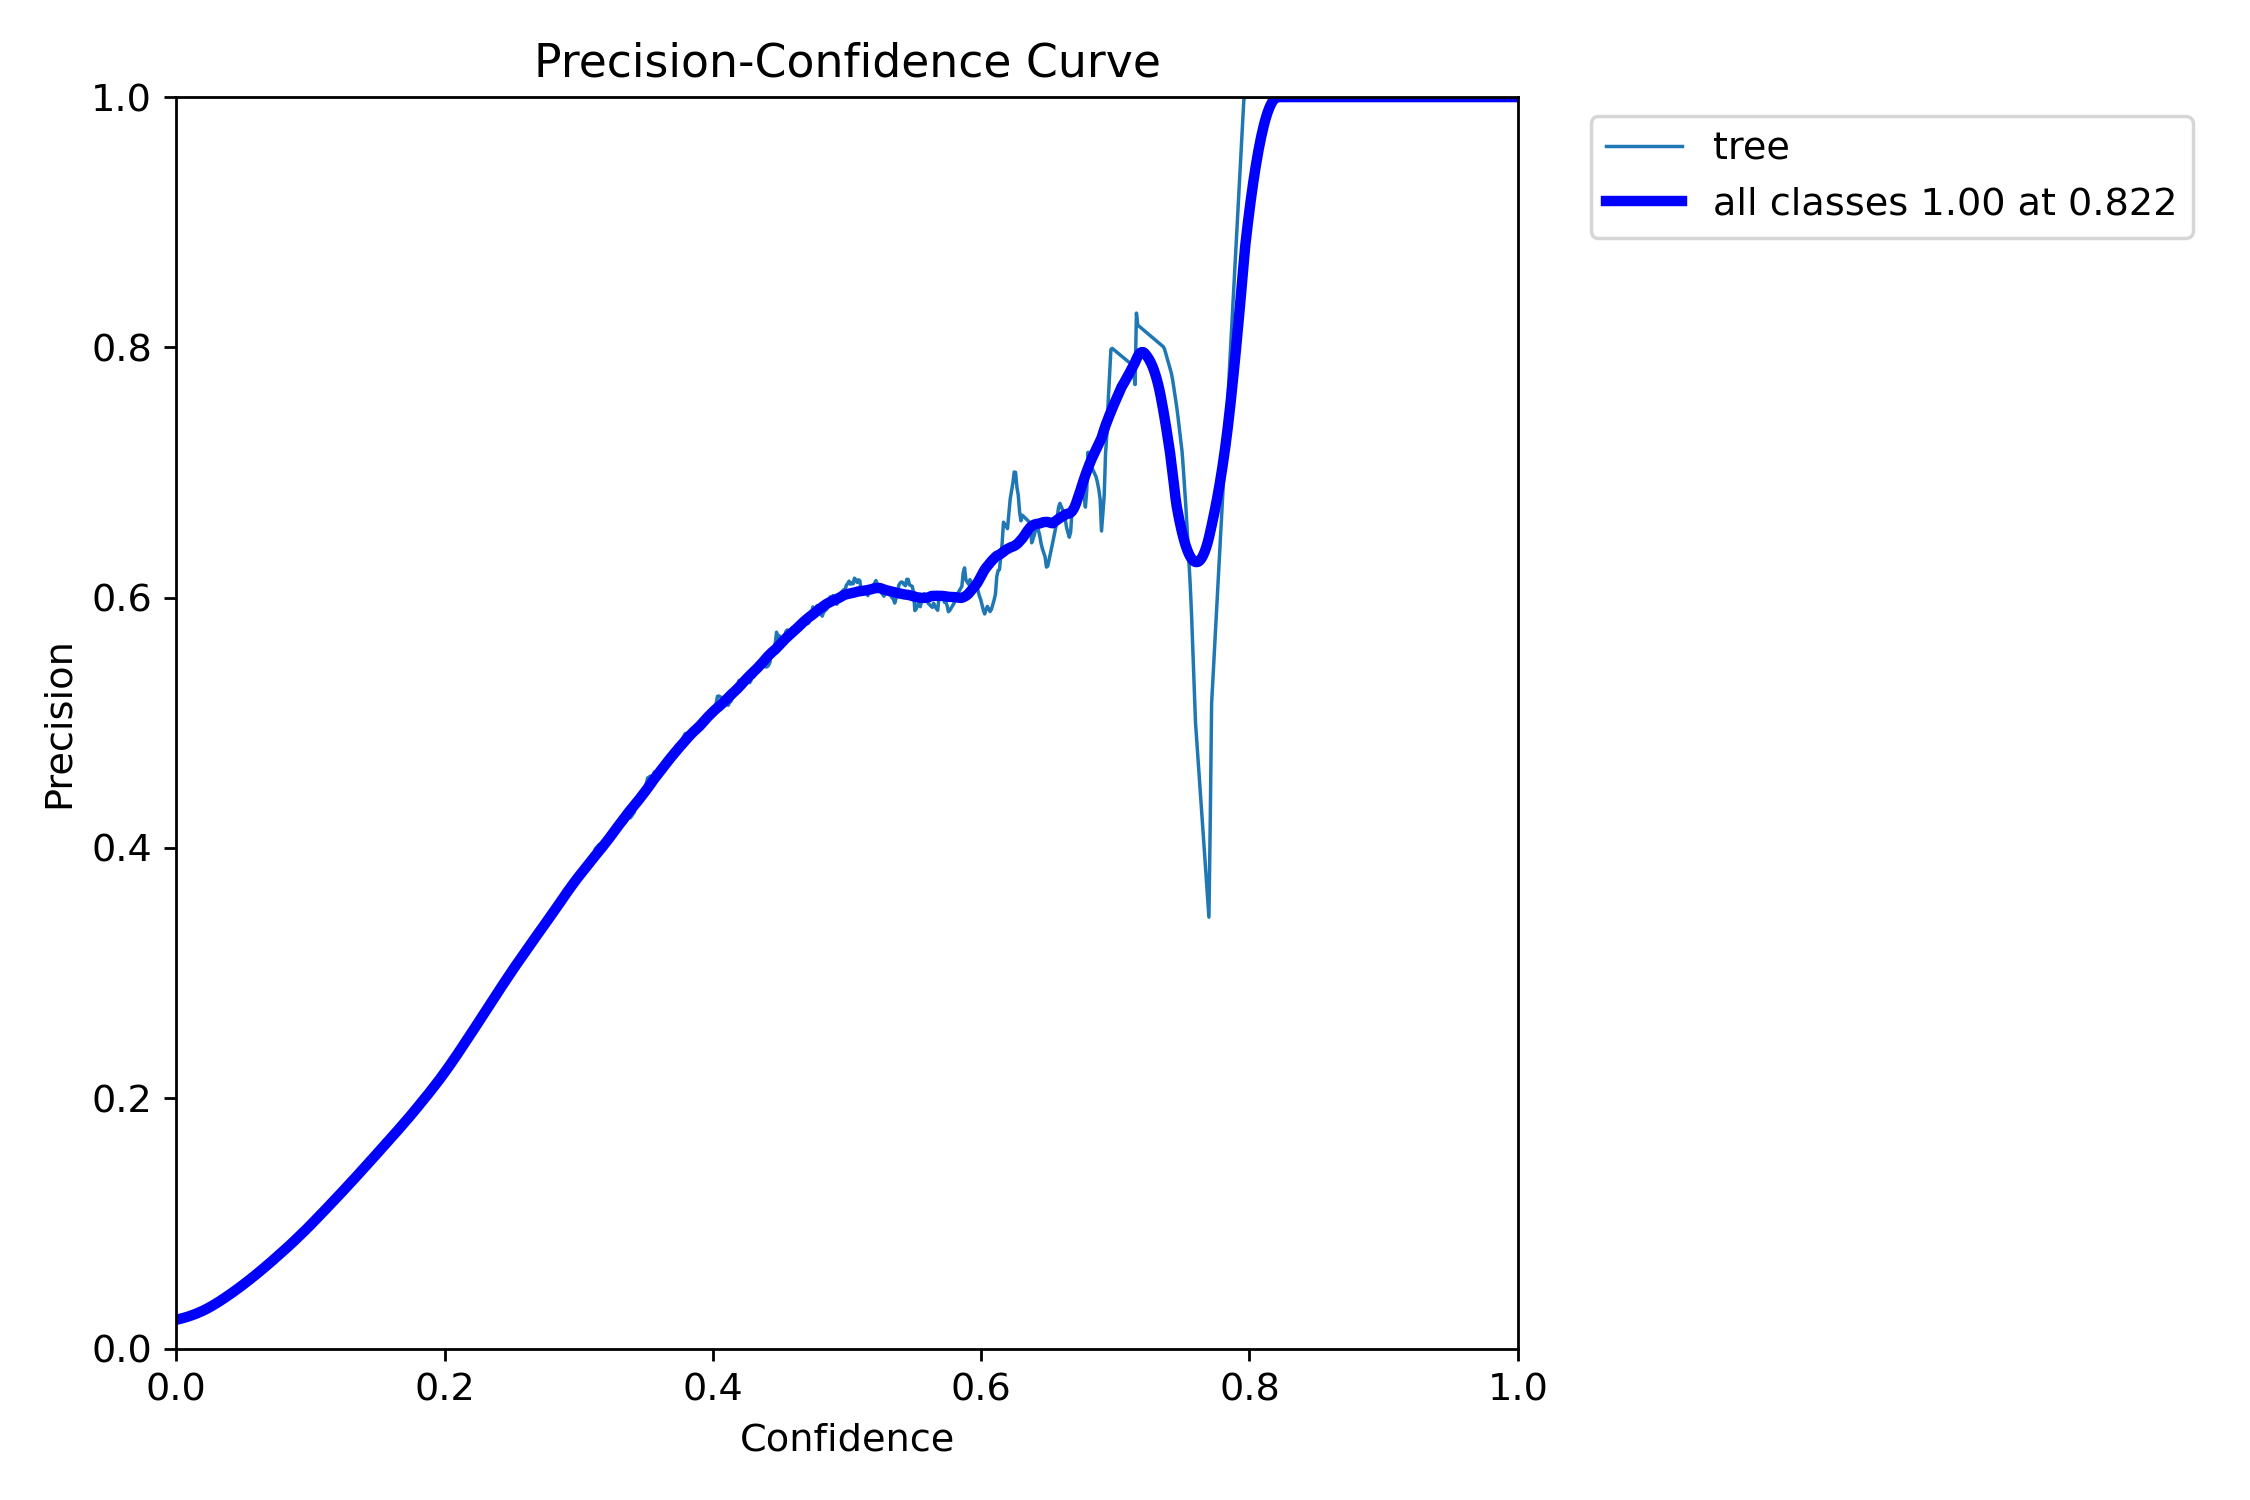 Precision-Confidence Curve
1.0
0.8
0.6
0.4
0.2
0.0
Precision
0.0 0.2 0.4 0.6 0.8 1.0
Confidence
tree
all classes 1.00 at 0.822